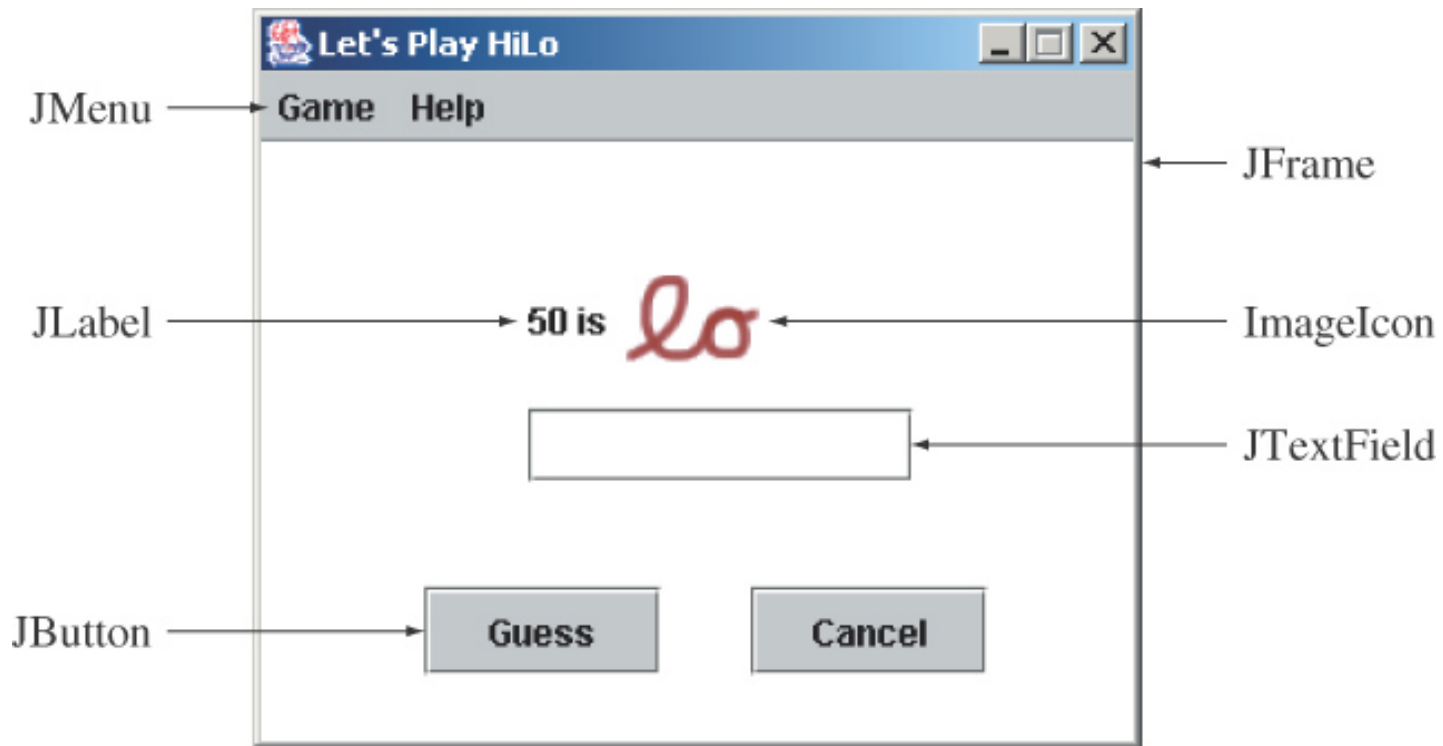 Let's Play HiLo
JMenu Game Help
JFrame
JLabel 50 is lo ImageIcon
JTextField
JButton Guess Cancel